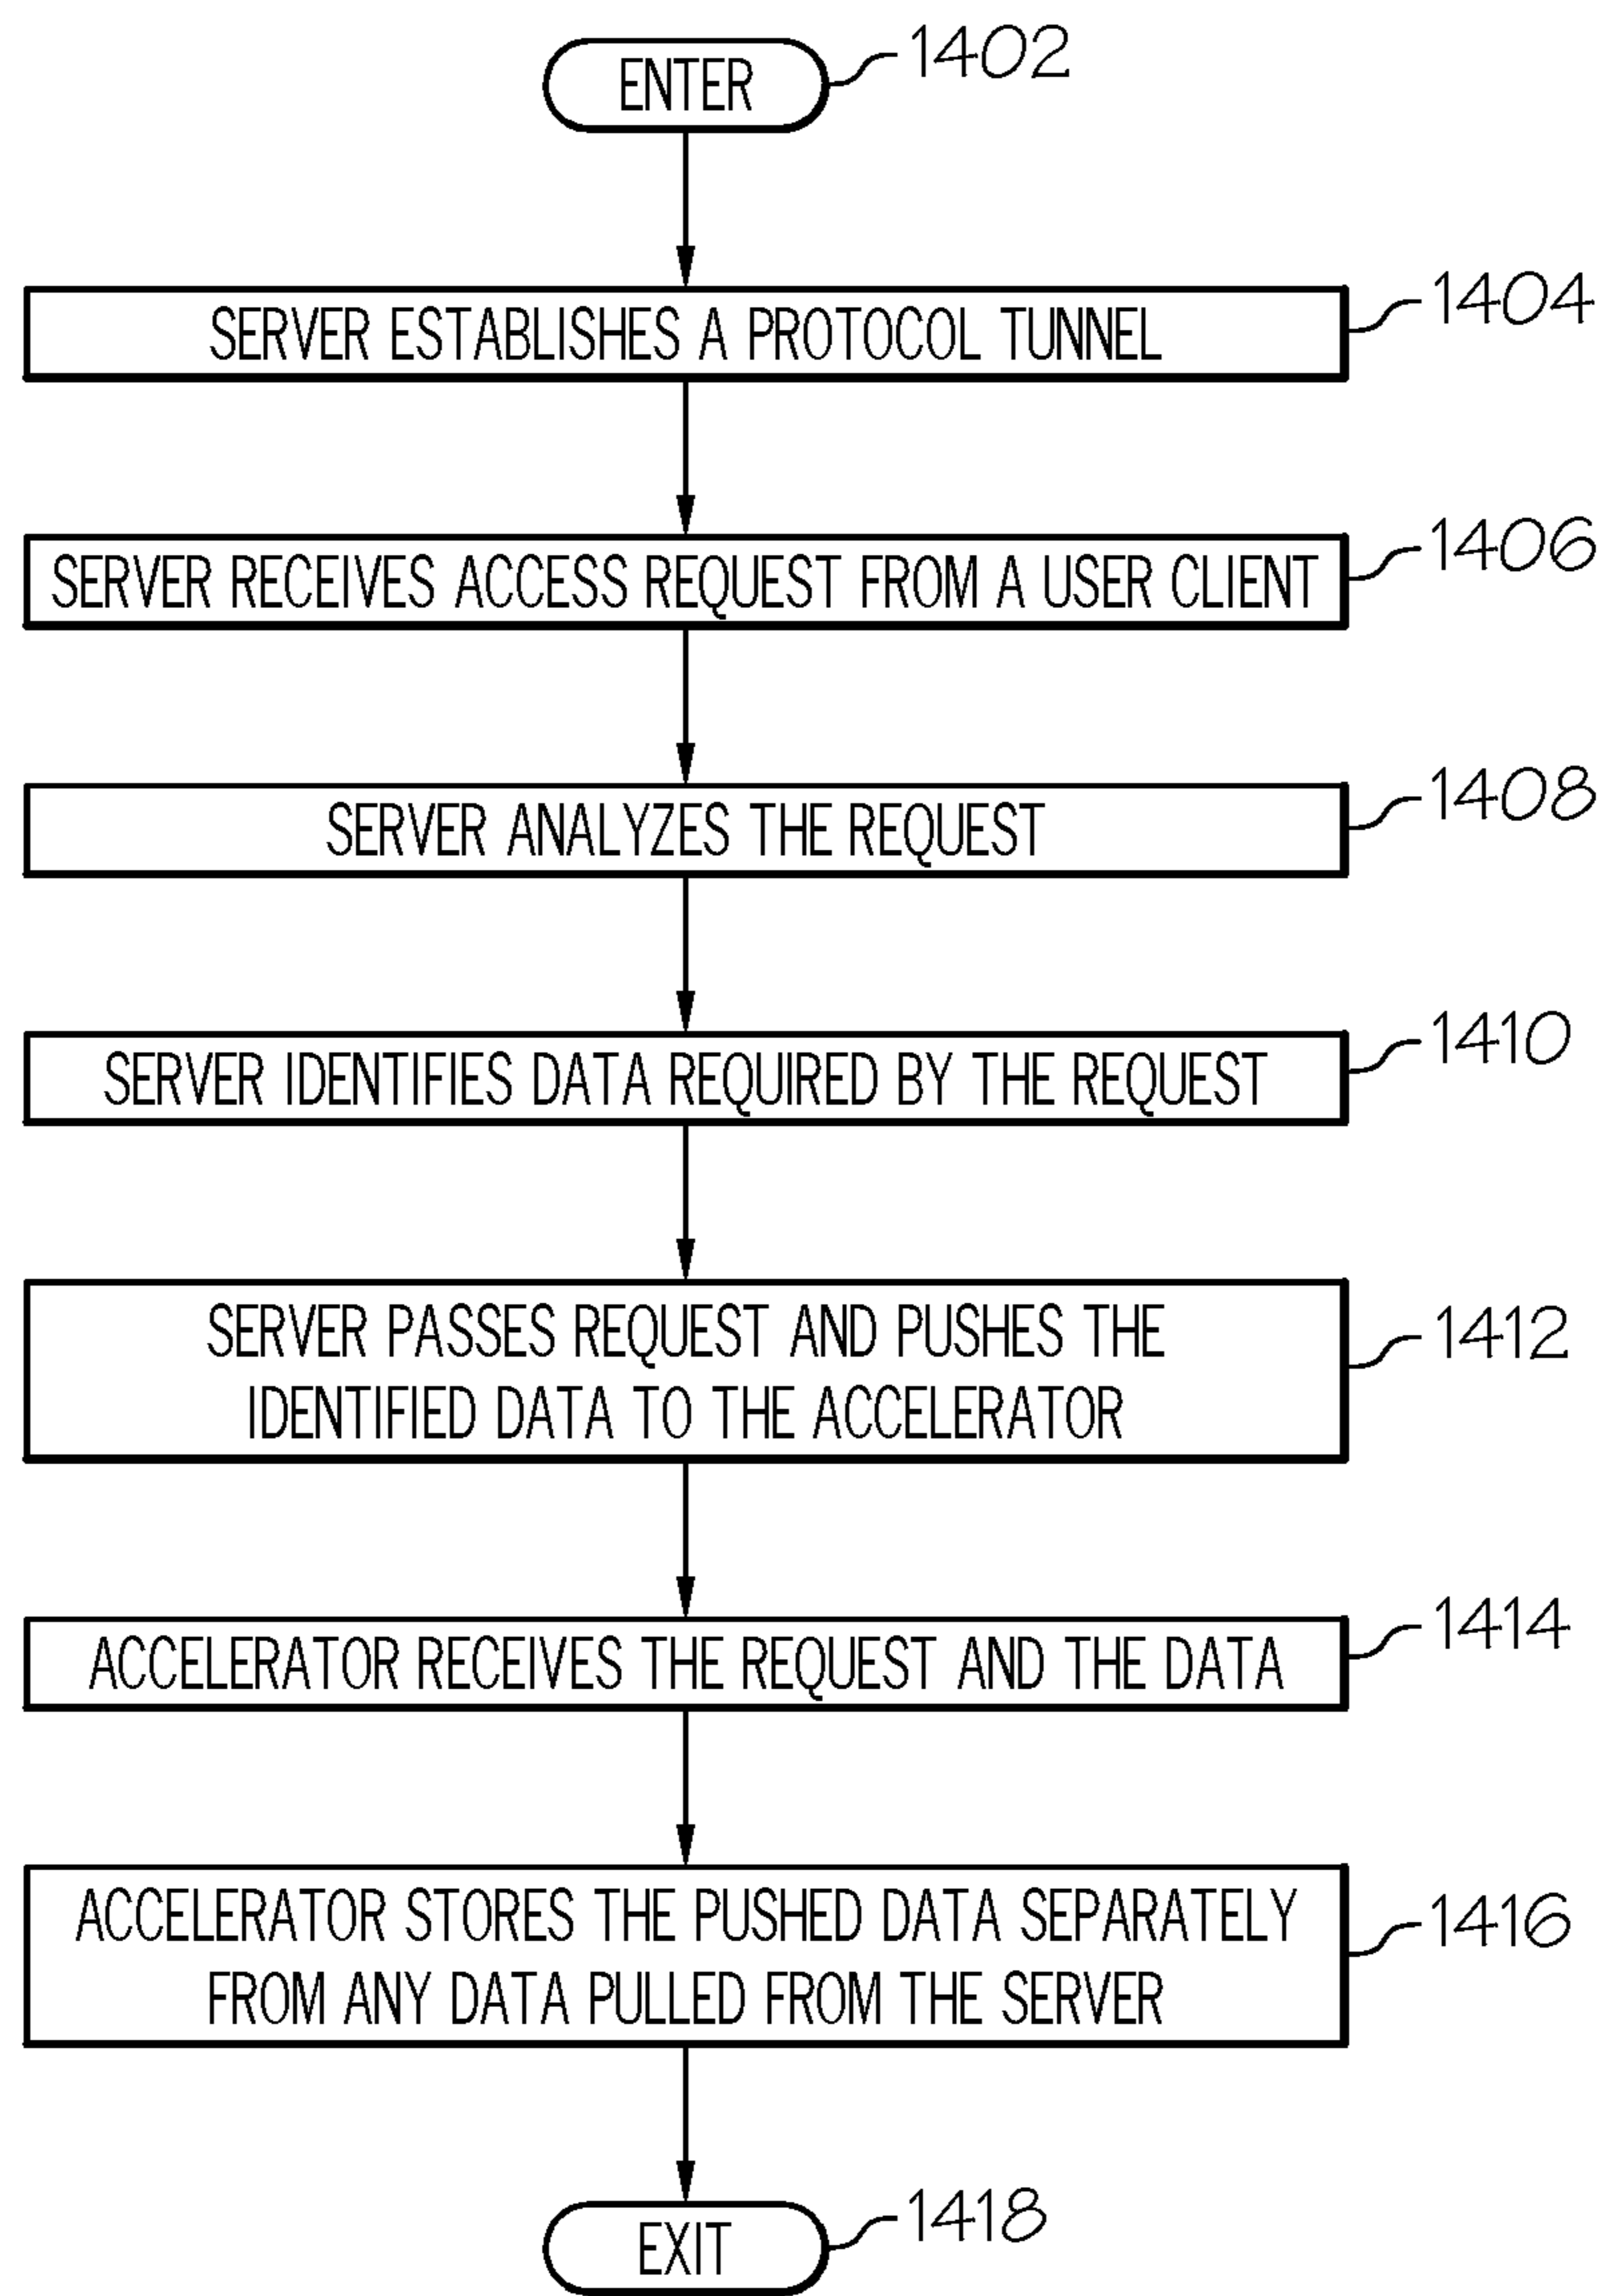 ENTER
1402
SERVER ESTABLISHES A PROTOCOL TUNNEL
1404
SERVER RECEIVES ACCESS REQUEST FROM A USER CLIENT
1406
SERVER ANALYZES THE REQUEST
1408
SERVER IDENTIFIES DATA REQUIRED BY THE REQUEST
1410
SERVER PASSES REQUEST AND PUSHES THE
IDENTIFIED DATA TO THE ACCELERATOR
1412
ACCELERATOR RECEIVES THE REQUEST AND THE DATA
1414
ACCELERATOR STORES THE PUSHED DATA SEPARATELY
FROM ANY DATA PULLED FROM THE SERVER
1416
EXIT
1418